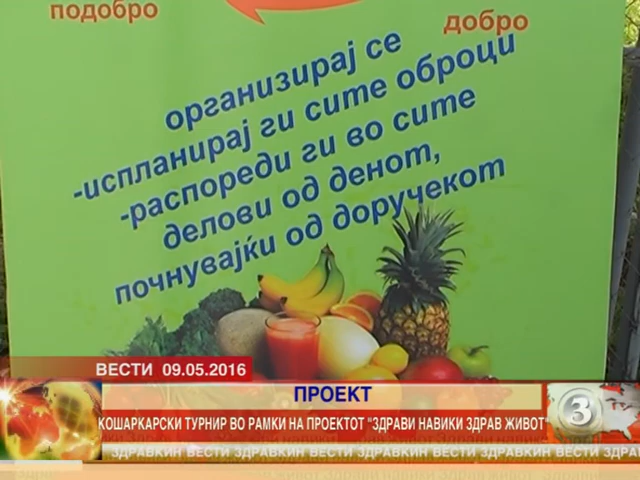 подобро
добро
организирај се
-испланирај ги сите оброци
-распореди ги во сите
делови од денот,
почнувајќи од доручекот
ВЕСТИ 09.05.2016
ПРОЕКТ
КОШАРКАРСКИ ТУРНИР ВО РАМКИ НА ПРОЕКТОТ “ЗДРАВИ НАВИКИ ЗДРАВ ЖИВОТ”
3
ЗДРАВКИН ВЕСТИ ЗДРАВКИН ВЕСТИ ЗДРАВКИН ВЕСТИ ЗДРАВКИН ВЕСТИ ЗДРА